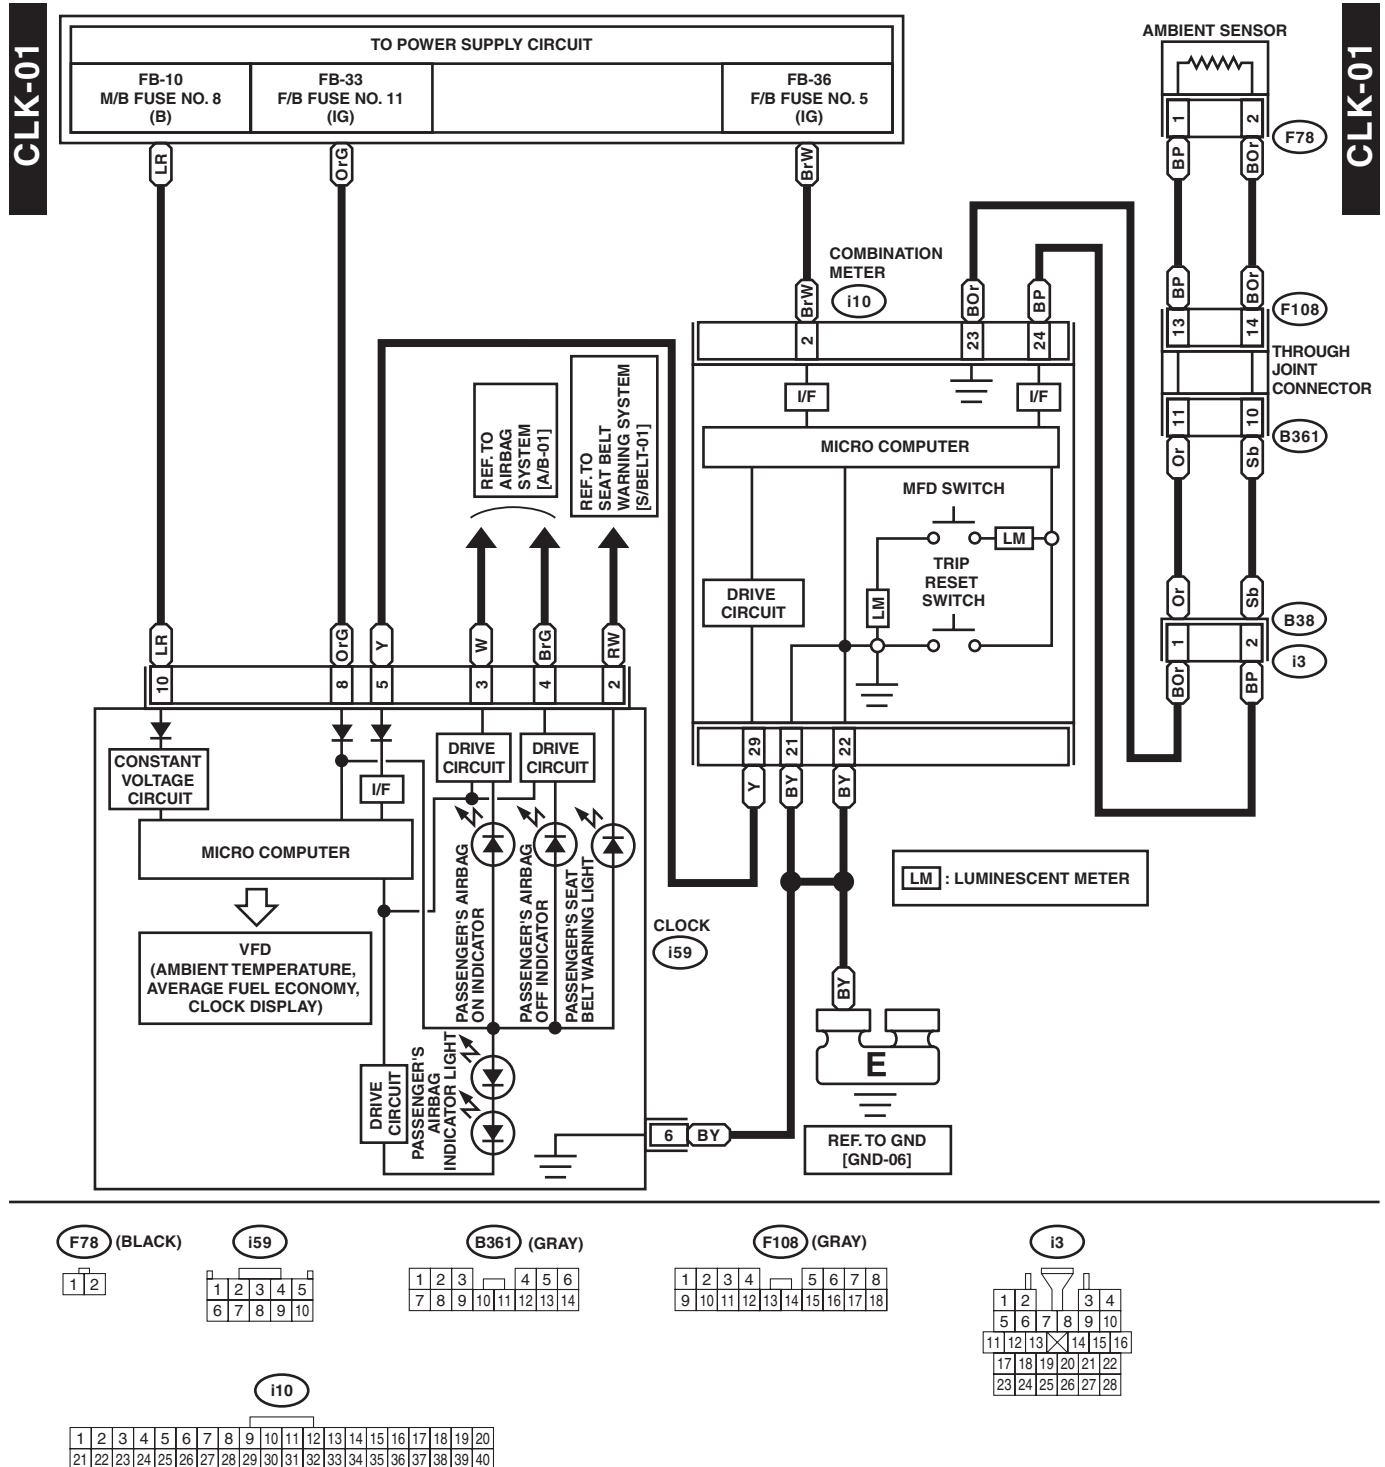 CLK-01
CLK-01
TO POWER SUPPLY CIRCUIT
FB-10
M/B FUSE NO. 8
(B)
FB-33
F/B FUSE NO. 11
(IG)
FB-36
F/B FUSE NO. 5
(IG)
AMBIENT SENSOR
1
2
F78
LR
OrG
BrW
BP
BOr
COMBINATION
METER
i10
BrW
BOr
BP
BP
BOr
F108
2
23
24
13
14
THROUGH
JOINT
CONNECTOR
11
10
B361
Or
Sb
I/F
I/F
MICRO COMPUTER
MFD SWITCH
LM
TRIP
RESET
SWITCH
LM
DRIVE
CIRCUIT
REF. TO
AIRBAG
SYSTEM
[A/B-01]
REF. TO
SEAT BELT
WARNING SYSTEM
[S/BELT-01]
Or
Sb
B38
1
2
i3
BOr
BP
LR
OrG
Y
W
BrG
RW
10
8
5
3
4
2
29
21
22
Y
BY
BY
CONSTANT
VOLTAGE
CIRCUIT
I/F
DRIVE
CIRCUIT
DRIVE
CIRCUIT
MICRO COMPUTER
PASSENGER'S AIRBAG
ON INDICATOR
PASSENGER'S AIRBAG
OFF INDICATOR
PASSENGER'S SEAT
BELT WARNING LIGHT
LM : LUMINESCENT METER
CLOCK
i59
VFD
(AMBIENT TEMPERATURE,
AVERAGE FUEL ECONOMY,
CLOCK DISPLAY)
BY
E
DRIVE
CIRCUIT
PASSENGER'S
AIRBAG
INDICATOR LIGHT
6
BY
REF. TO GND
[GND-06]
F78 (BLACK)
1 2
i59
1 2 3 4 5
6 7 8 9 10
B361 (GRAY)
1 2 3 4 5 6
7 8 9 10 11 12 13 14
F108 (GRAY)
1 2 3 4 5 6 7 8
9 10 11 12 13 14 15 16 17 18
i3
1 2 3 4
5 6 7 8 9 10
11 12 13 14 15 16
17 18 19 20 21 22
23 24 25 26 27 28
i10
1 2 3 4 5 6 7 8 9 10 11 12 13 14 15 16 17 18 19 20
21 22 23 24 25 26 27 28 29 30 31 32 33 34 35 36 37 38 39 40